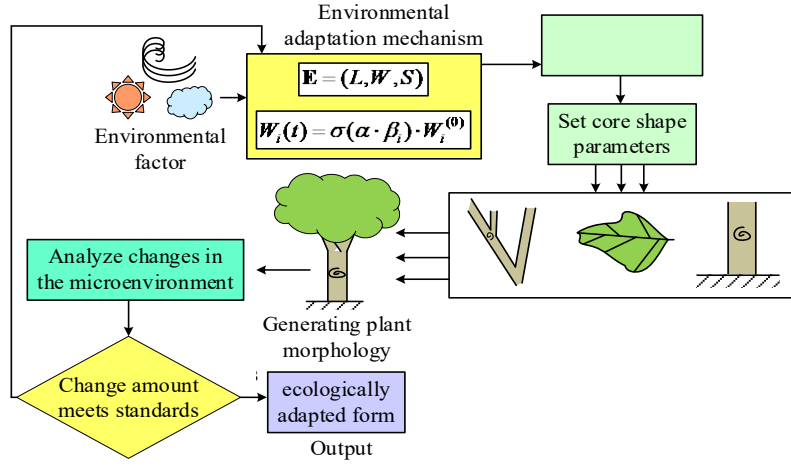 Environmental
adaptation mechanism
E = (L, W, S)
W_i(t) = σ(α · β_i) · W_i^(0)
Environmental
factor
Set core shape
parameters
Analyze changes in
the microenvironment
Generating plant
morphology
Change amount
meets standards
ecologically
adapted form
Output